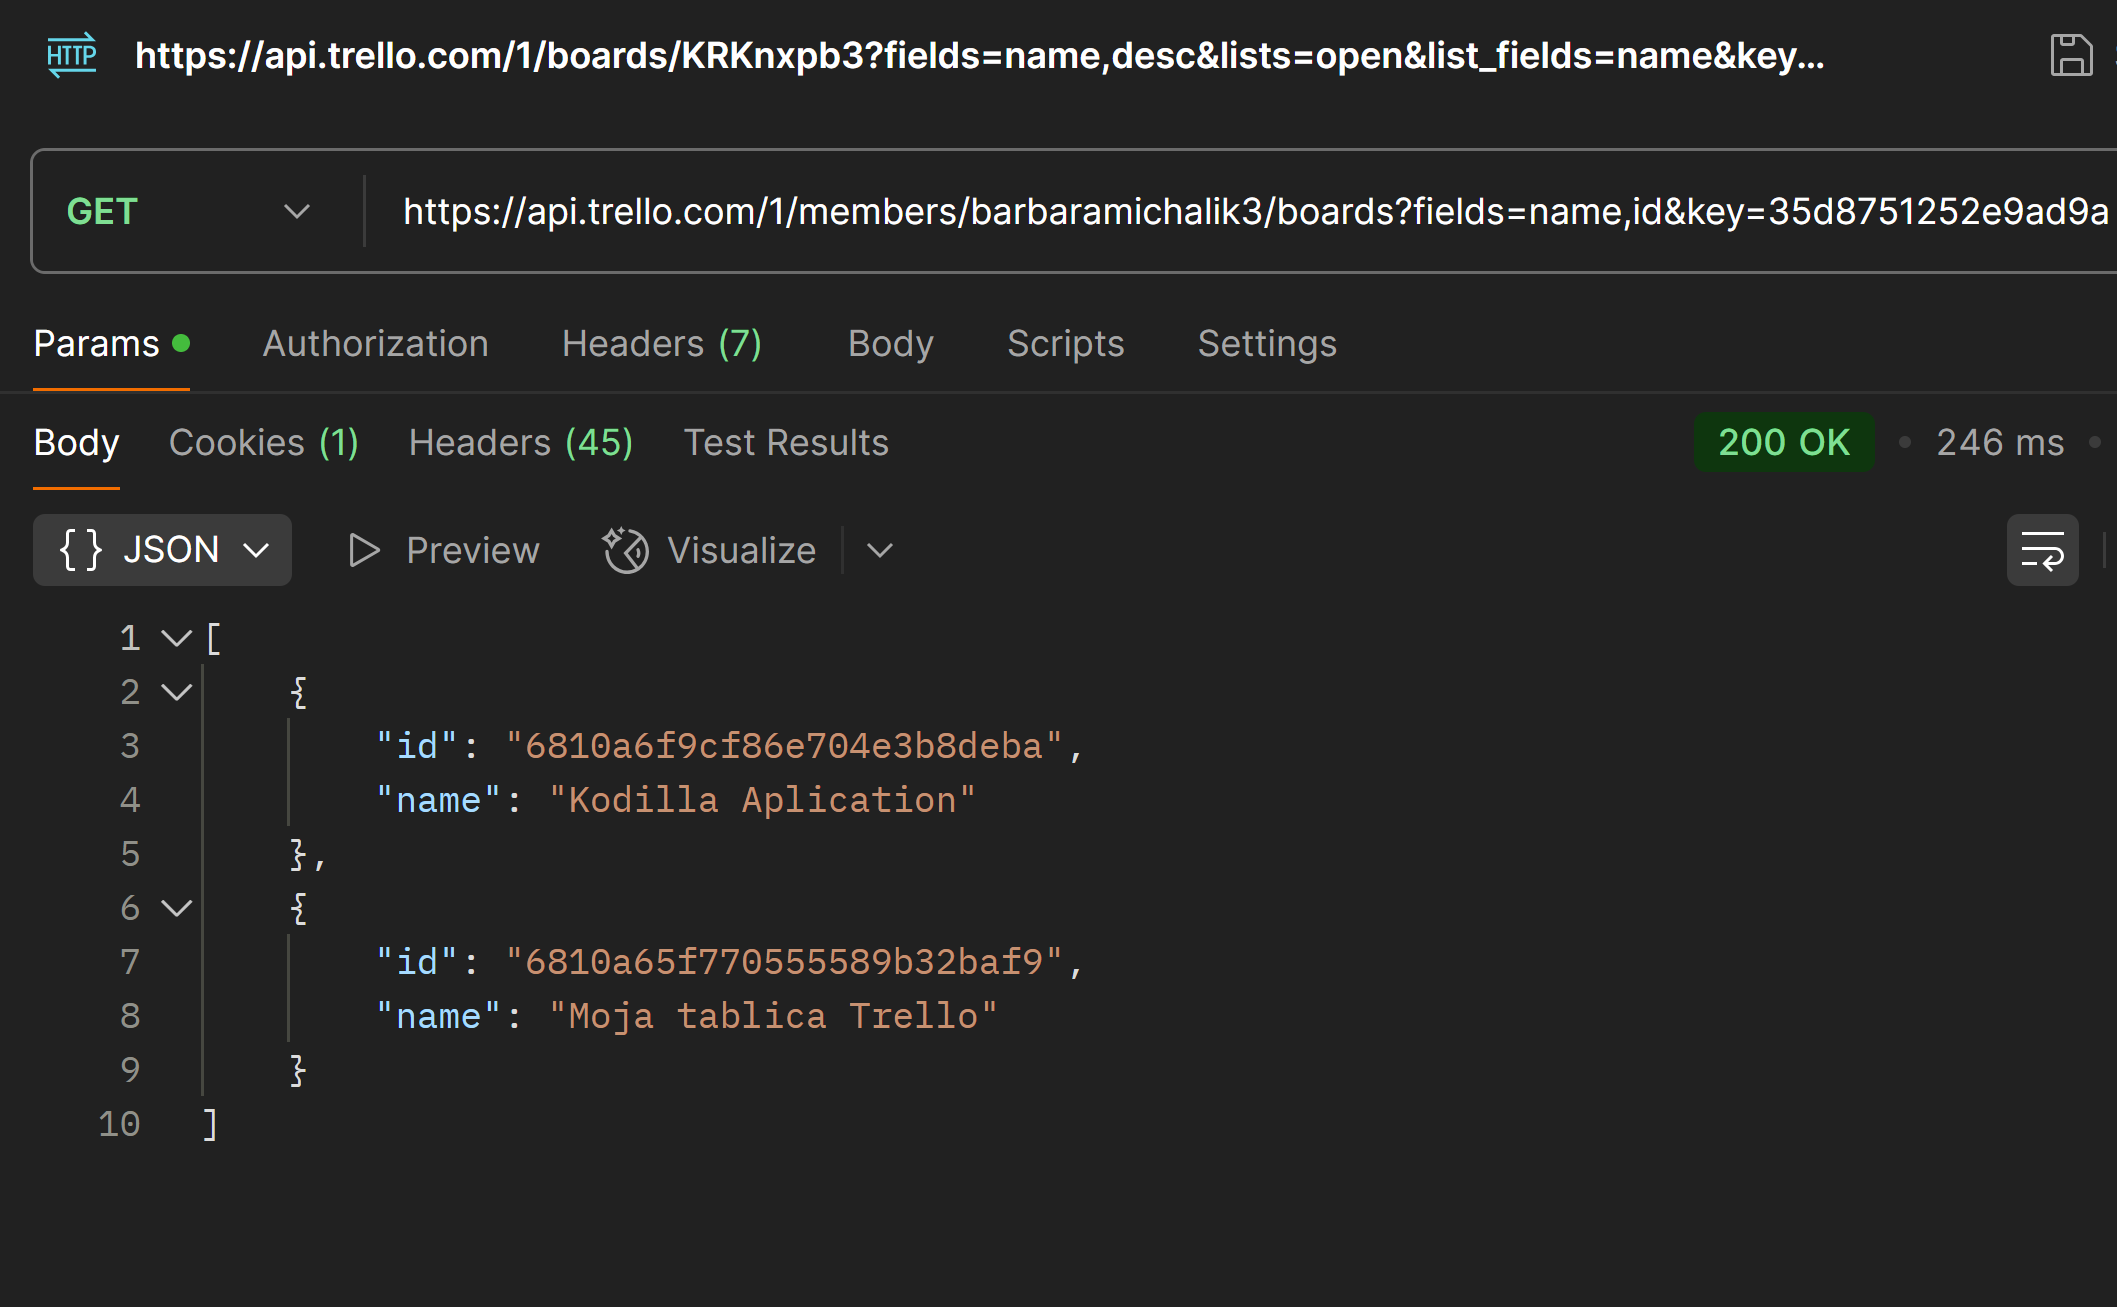 HTTP https://api.trello.com/1/boards/KRKnxpb3?fields=name,desc&lists=open&list_fields=name&key...
GET https://api.trello.com/1/members/barbaramichalik3/boards?fields=name,id&key=35d8751252e9ad9a
Params Authorization Headers (7) Body Scripts Settings
Body Cookies (1) Headers (45) Test Results 200 OK • 246 ms •
{ } JSON Preview Visualize
1 [
2 {
3 "id": "6810a6f9cf86e704e3b8deba",
4 "name": "Kodilla Aplication"
5 },
6 {
7 "id": "6810a65f770555589b32baf9",
8 "name": "Moja tablica Trello"
9 }
10 ]